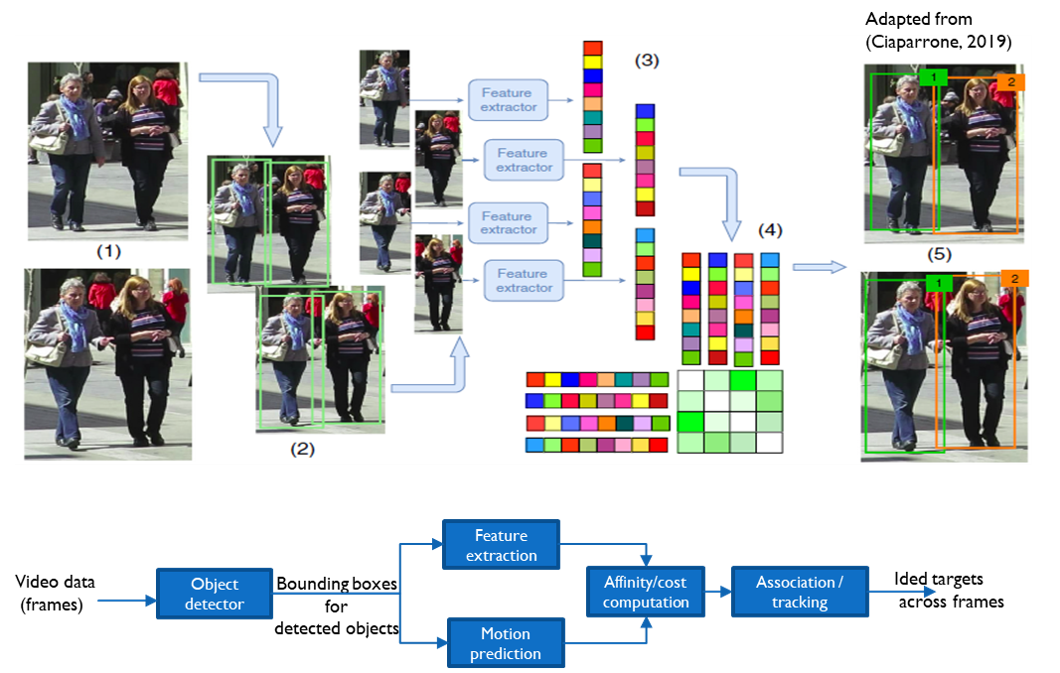 Adapted from
(Ciaparrone, 2019)
(1)
(2)
Feature
extractor
Feature
extractor
Feature
extractor
Feature
extractor
(3)
(4)
1
2
(5)
1
2
Video data
(frames)
Object
detector
Bounding boxes
for
detected objects
Feature
extraction
Motion
prediction
Affinity/cost
computation
Association /
tracking
Ided targets
across frames